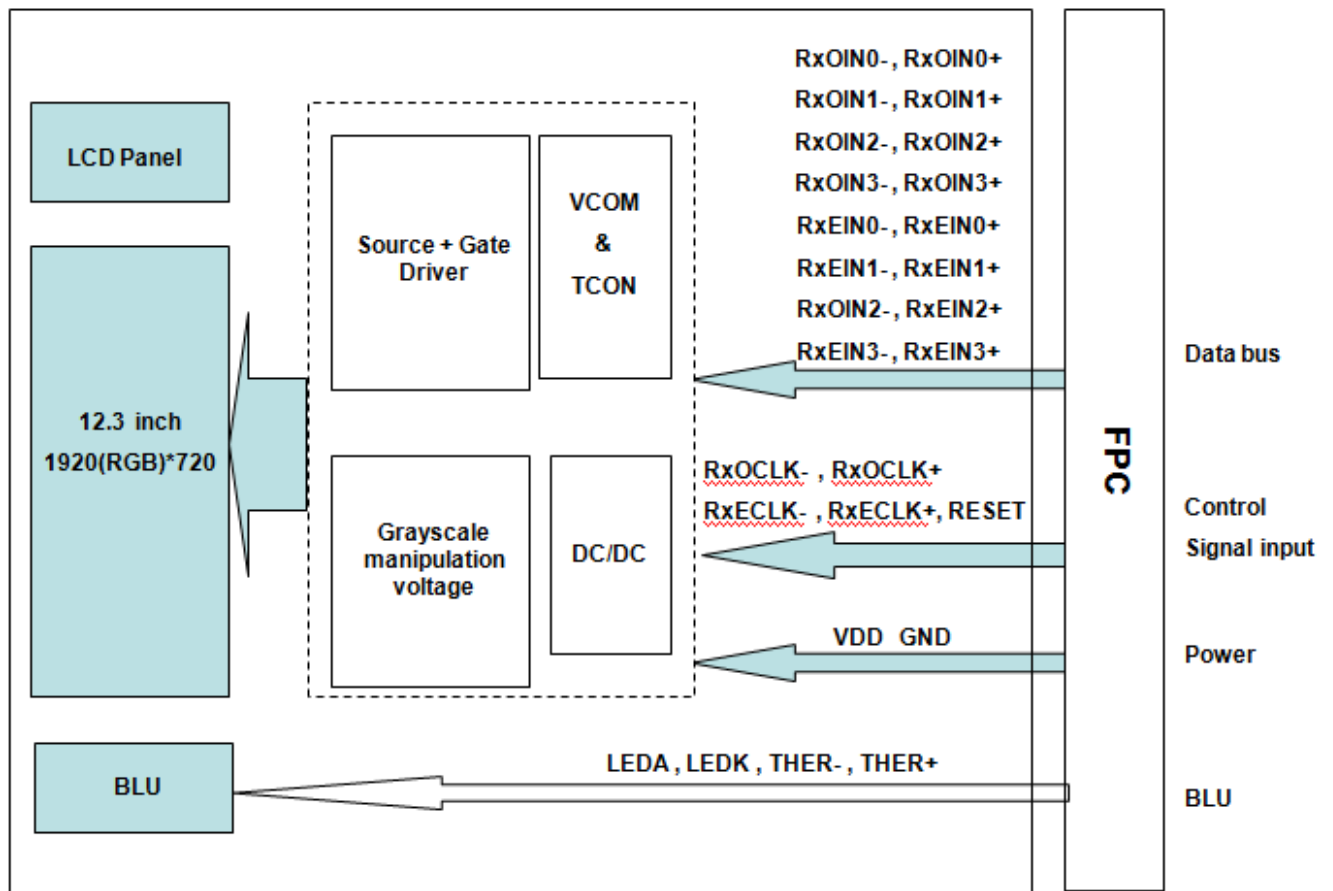 RxOIN0- , RxOIN0+
RxOIN1- , RxOIN1+
RxOIN2- , RxOIN2+
RxOIN3- , RxOIN3+
RxEIN0- , RxEIN0+
RxEIN1- , RxEIN1+
RxOIN2- , RxEIN2+
RxEIN3- , RxEIN3+
LCD Panel
Source + Gate
Driver
VCOM
&
TCON
Data bus
12.3 inch
1920(RGB)*720
FPC
RxOCLK- , RxOCLK+
RxECLK- , RxECLK+, RESET
Control
Signal input
Grayscale
manipulation
voltage
DC/DC
VDD GND
Power
LEDA , LEDK , THER- , THER+
BLU
BLU